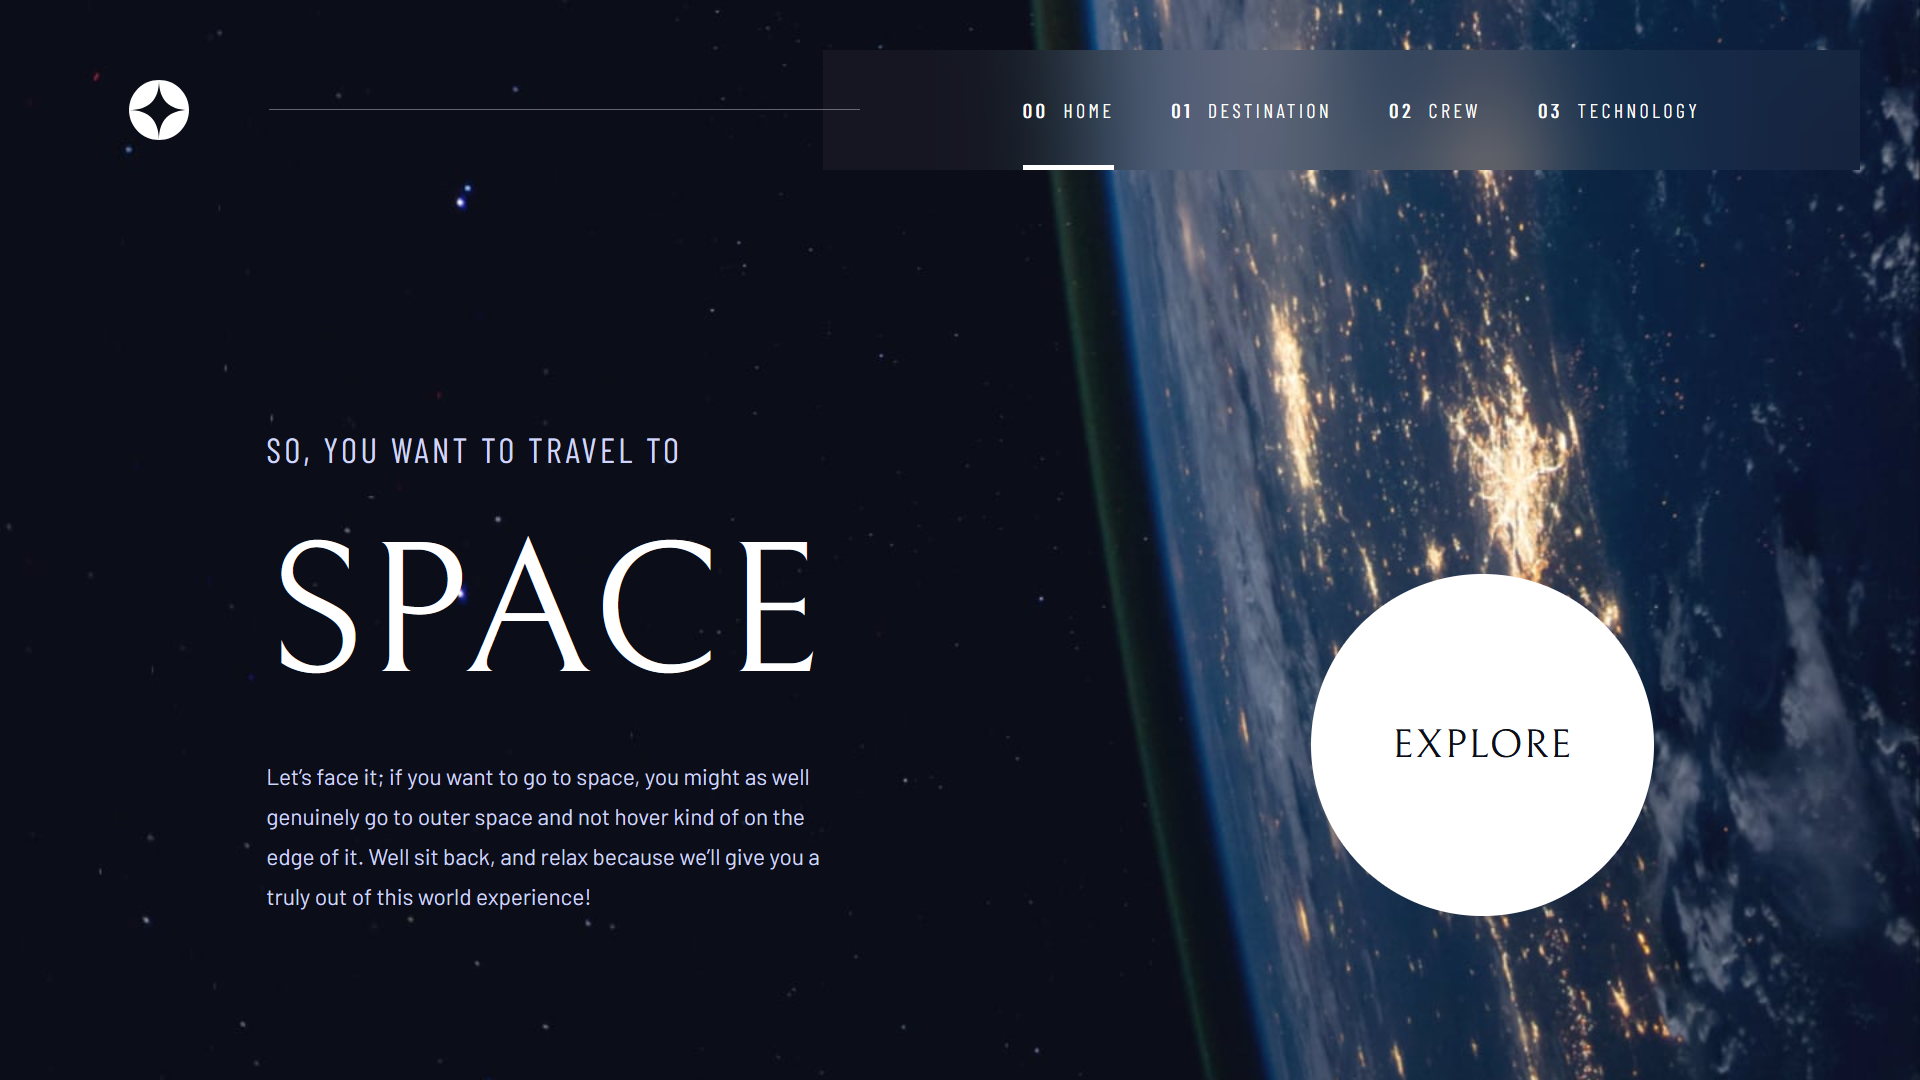 00 HOME 01 DESTINATION 02 CREW 03 TECHNOLOGY
SO, YOU WANT TO TRAVEL TO
SPACE
Let’s face it; if you want to go to space, you might as well
genuinely go to outer space and not hover kind of on the
edge of it. Well sit back, and relax because we’ll give you a
truly out of this world experience!
EXPLORE